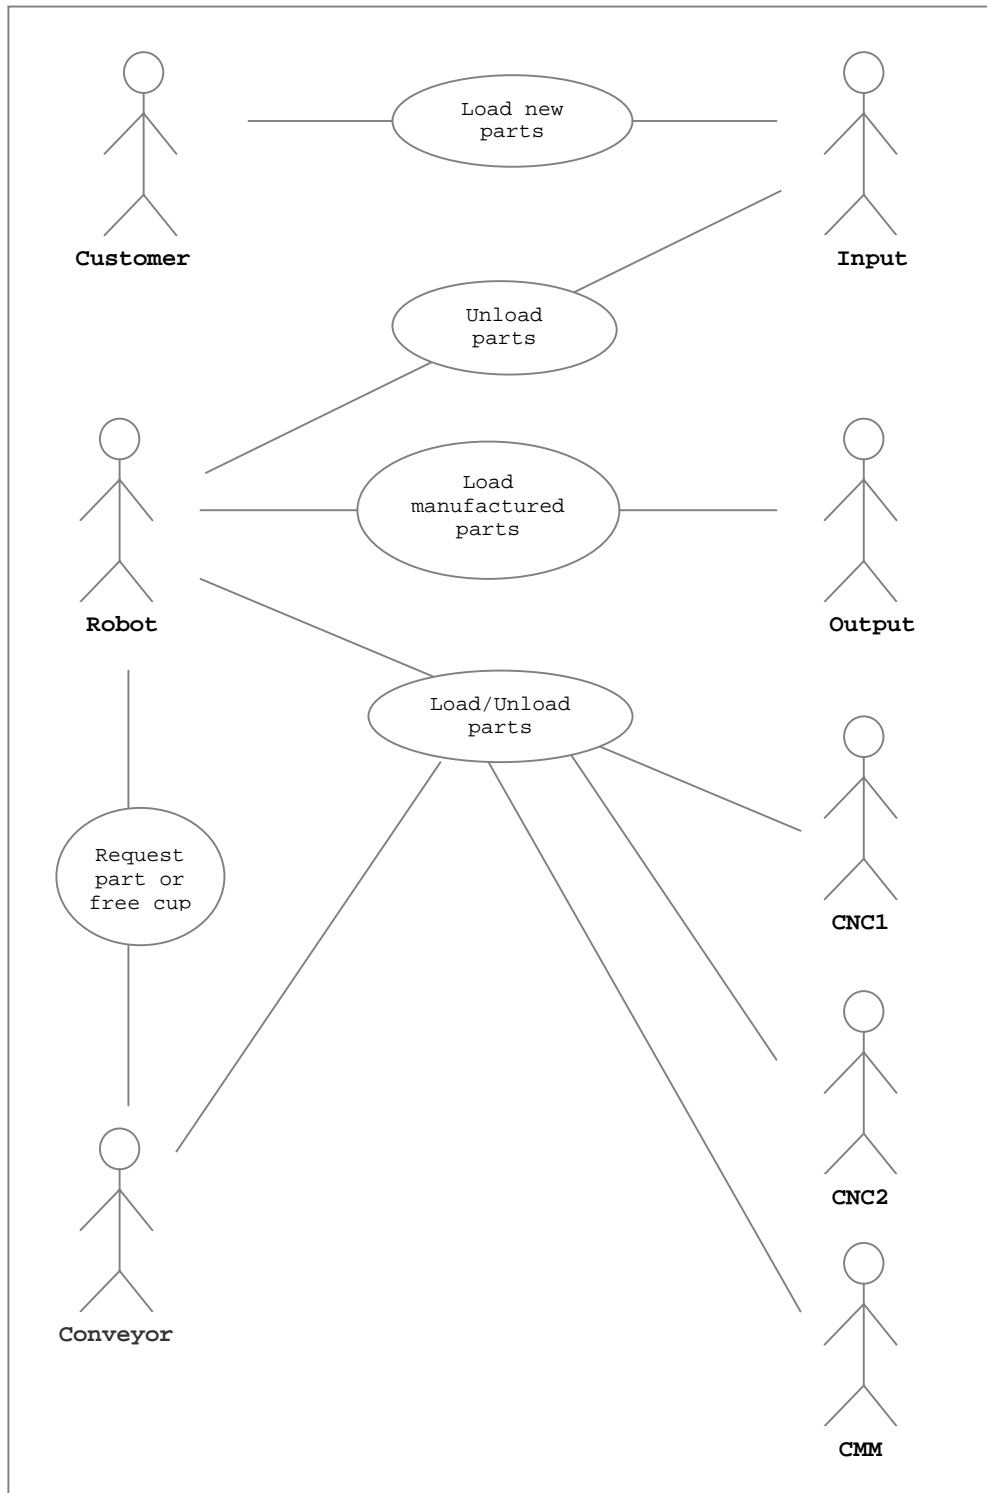 Load new
parts
Customer
Input
Unload
parts
Load
manufactured
parts
Robot
Output
Load/Unload
parts
Request
part or
free cup
CNC1
CNC2
Conveyor
CMM